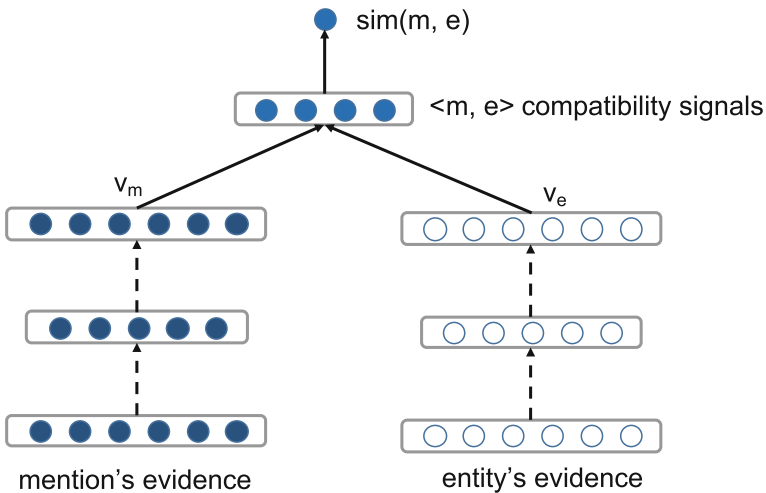 sim(m, e)
<m, e> compatibility signals
vₘ
vₑ
mention's evidence
entity's evidence